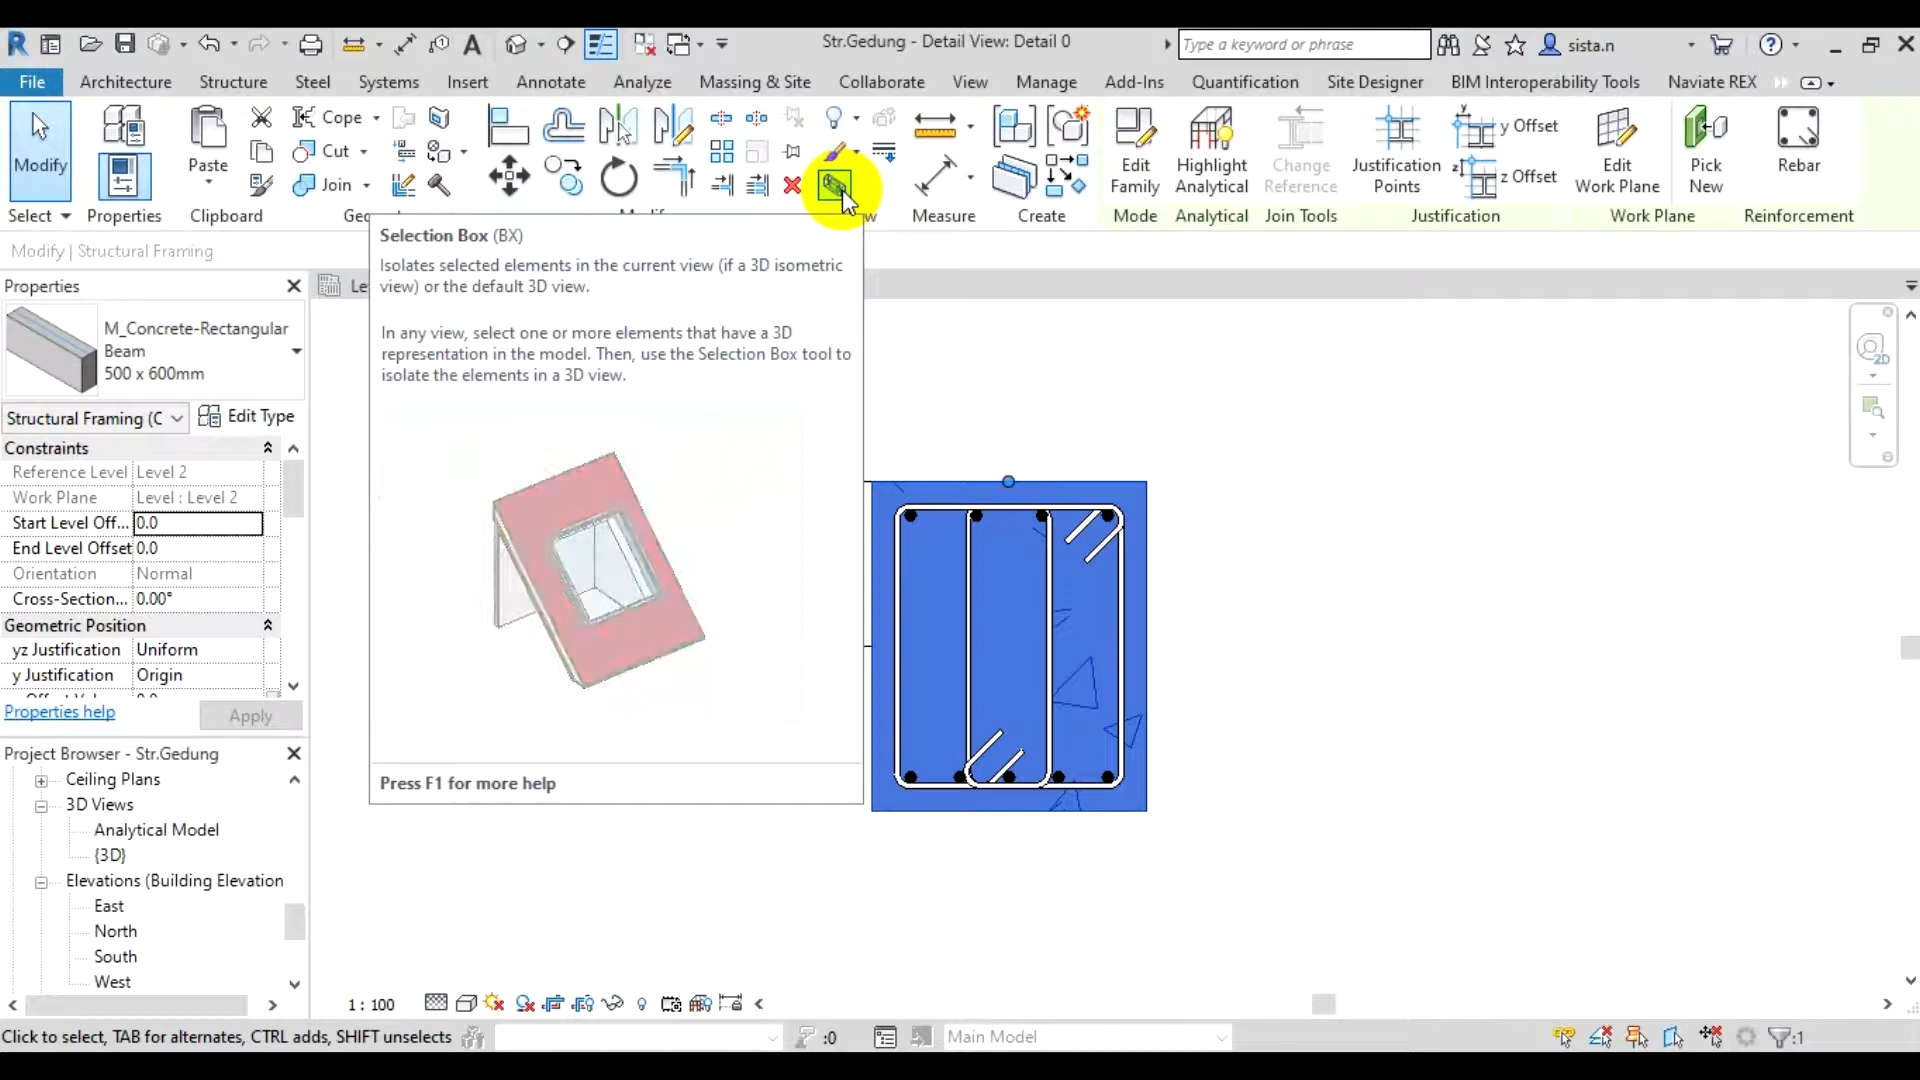 Str.Gedung - Detail View: Detail 0
Type a keyword or phrase
sista.n
File
Architecture
Structure
Steel
Systems
Insert
Annotate
Analyze
Massing & Site
Collaborate
View
Manage
Add-Ins
Quantification
Site Designer
BIM Interoperability Tools
Naviate REX
Modify
Paste
Cope
Cut
Join
Edit
Family
Highlight
Analytical
Change
Reference
Justification
Points
y Offset
z Offset
Edit
Work Plane
Pick
New
Rebar
Select
Properties
Clipboard
Measure
Create
Mode
Analytical
Join Tools
Justification
Work Plane
Reinforcement
Modify | Structural Framing
Properties
M_Concrete-Rectangular
Beam
500 x 600mm
Structural Framing (C
Edit Type
Constraints
Reference Level Level 2
Work Plane Level : Level 2
Start Level Off... 0.0
End Level Offset 0.0
Orientation Normal
Cross-Section... 0.00°
Geometric Position
yz Justification Uniform
y Justification Origin
Properties help
Apply
Project Browser - Str.Gedung
Ceiling Plans
3D Views
Analytical Model
{3D}
Elevations (Building Elevation
East
North
South
West
Selection Box (BX)
Isolates selected elements in the current view (if a 3D isometric
view) or the default 3D view.
In any view, select one or more elements that have a 3D
representation in the model. Then, use the Selection Box tool to
isolate the elements in a 3D view.
Press F1 for more help
2D
1 : 100
Click to select, TAB for alternates, CTRL adds, SHIFT unselects
:0
Main Model
:1